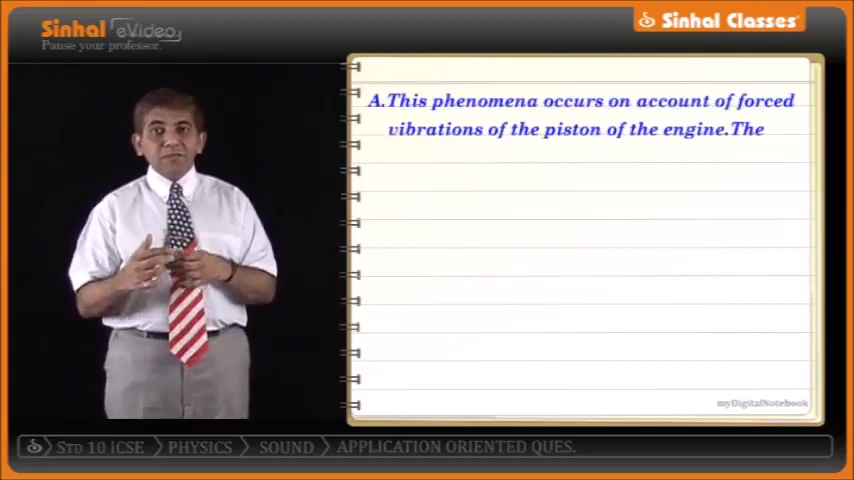 Sinhal eVideo
Pause your professor.
Sinhal Classes
A.This phenomena occurs on account of forced
vibrations of the piston of the engine.The
myDigitalNotebook
STD 10 ICSE PHYSICS SOUND APPLICATION ORIENTED QUES.